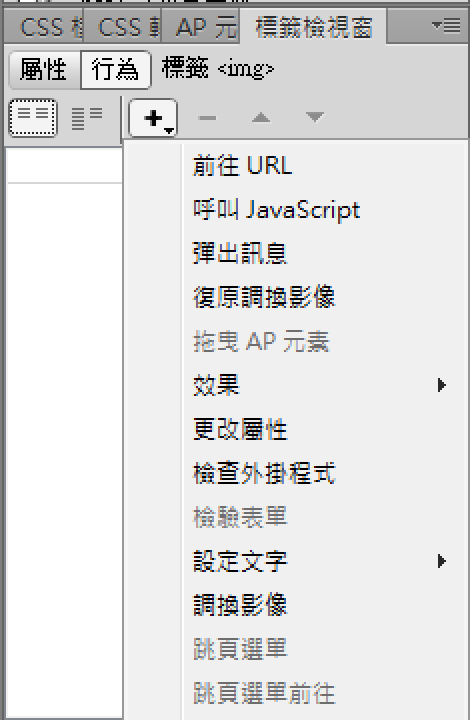 CSS CSS AP 元 標籤檢視窗
屬性 行為 標籤 <img>
前往 URL
呼叫 JavaScript
彈出訊息
復原調換影像
拖曳 AP 元素
效果
更改屬性
檢查外掛程式
檢驗表單
設定文字
調換影像
跳頁選單
跳頁選單前往